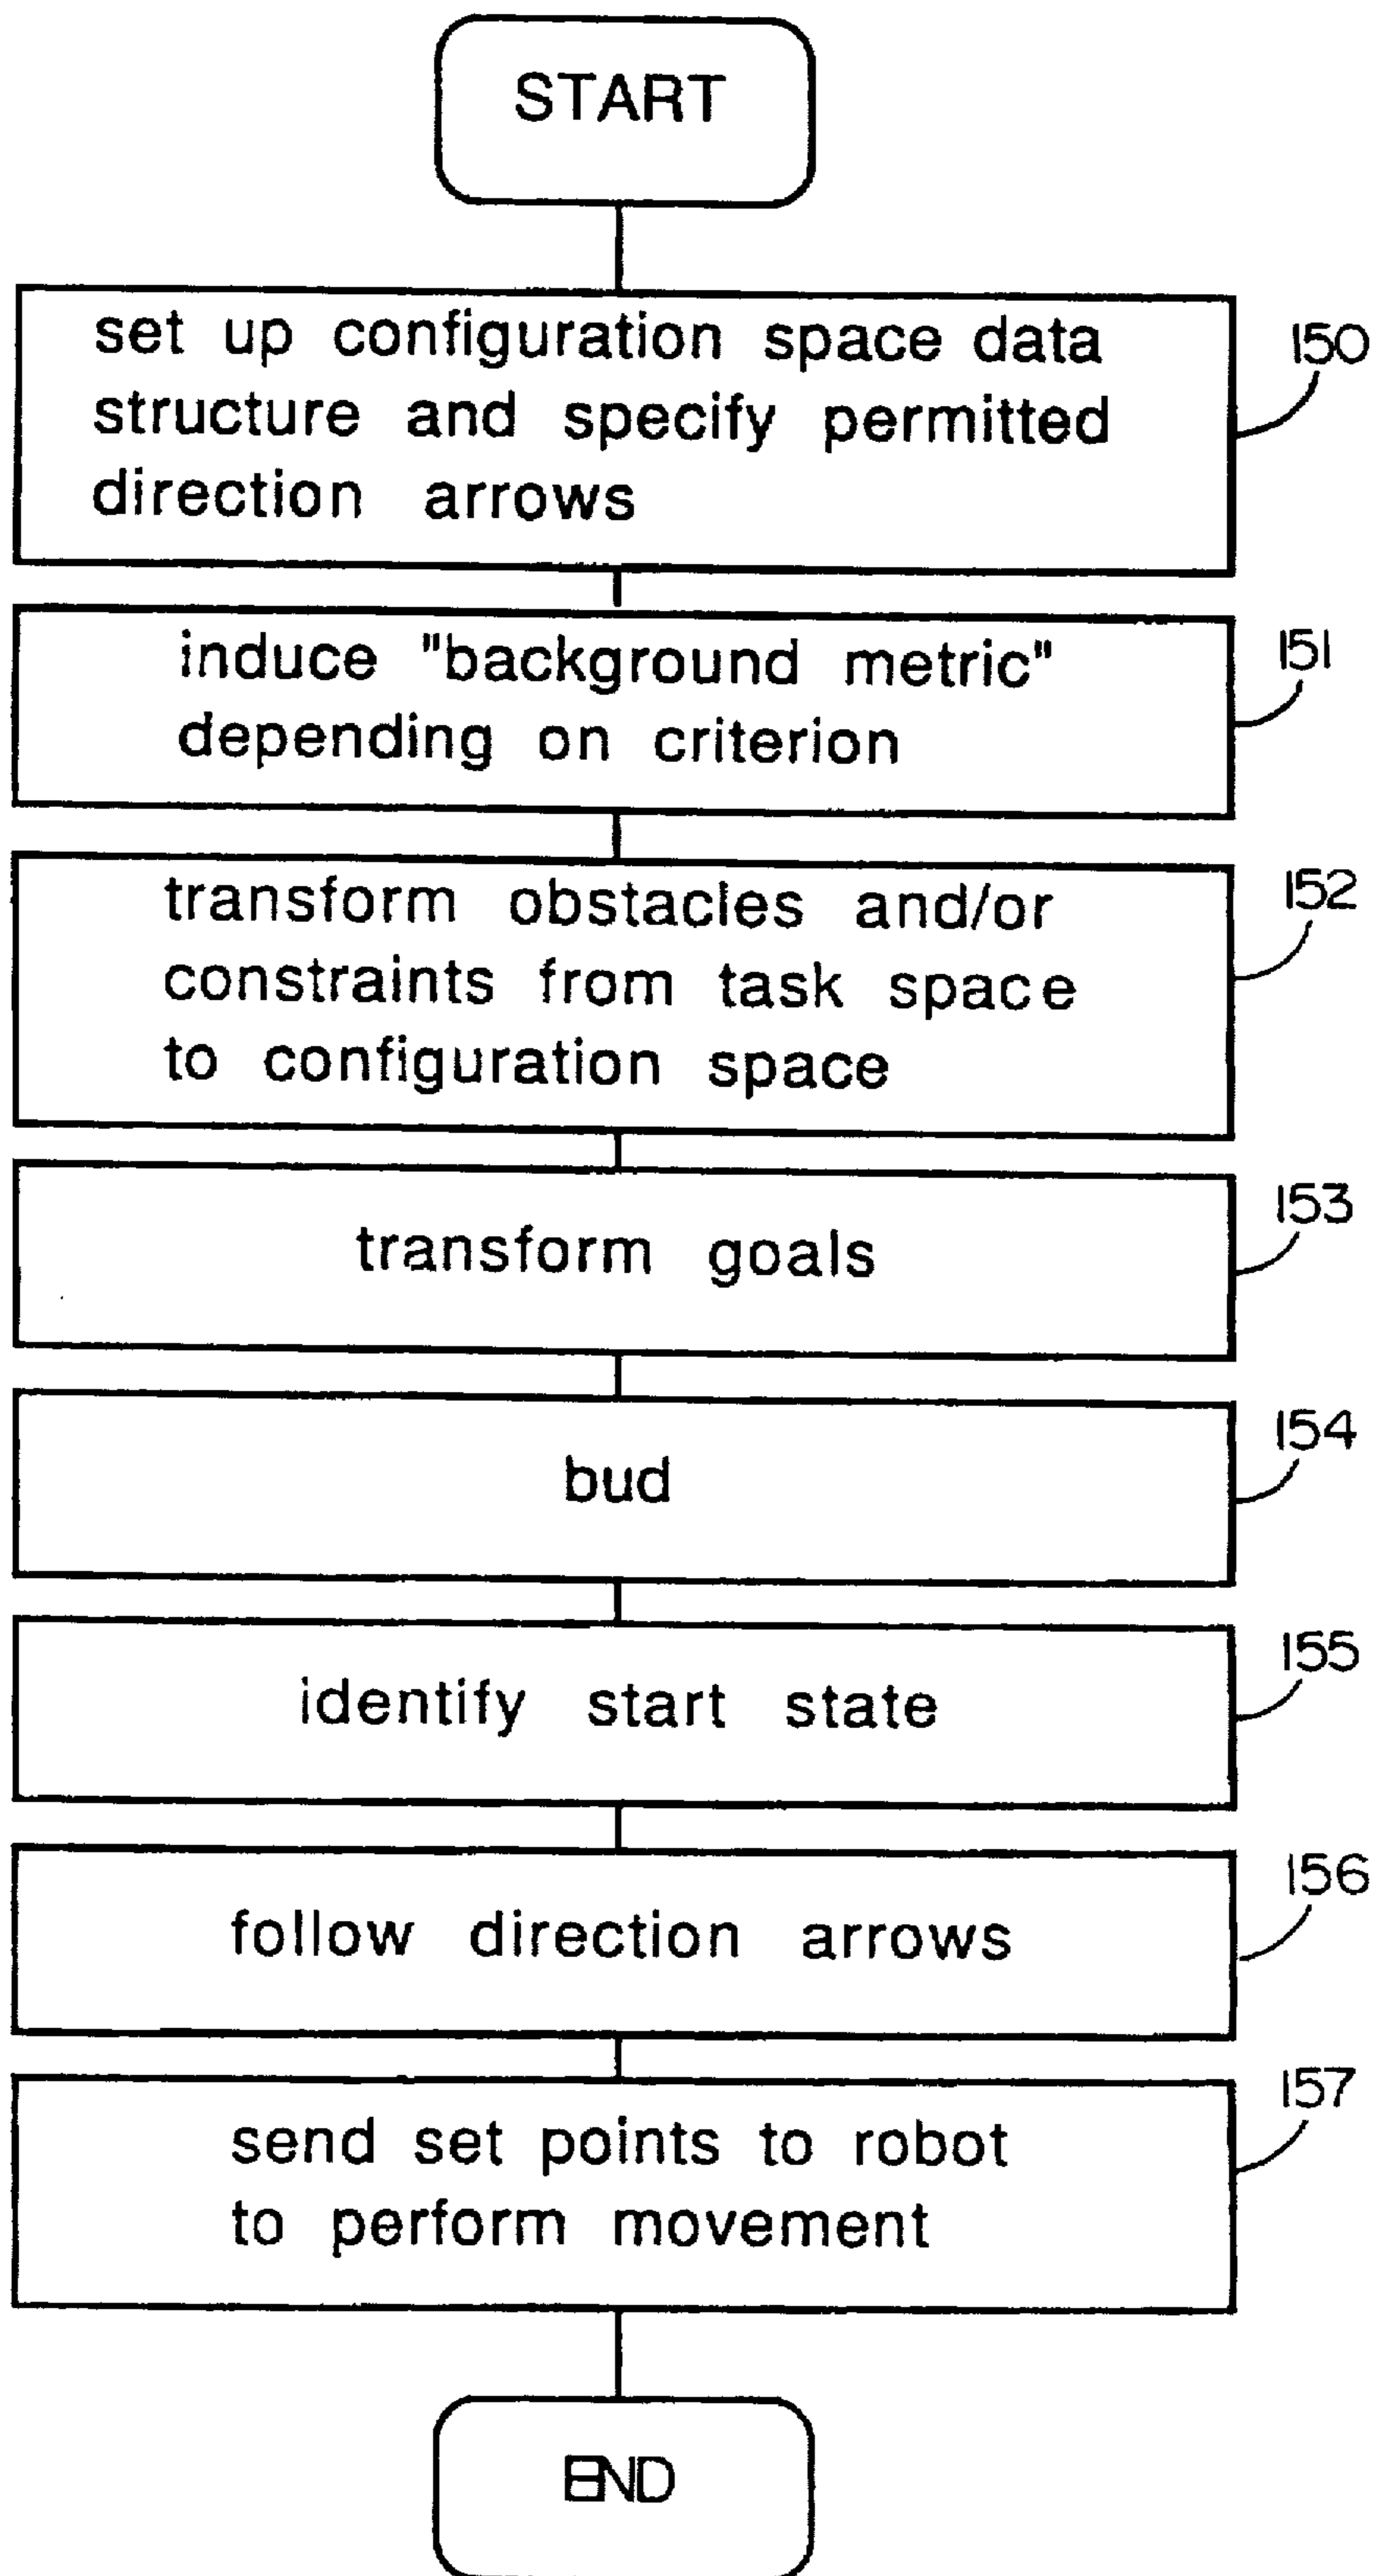 START
set up configuration space data
structure and specify permitted
direction arrows
150
induce "background metric"
depending on criterion
151
transform obstacles and/or
constraints from task space
to configuration space
152
transform goals
153
bud
154
identify start state
155
follow direction arrows
156
send set points to robot
to perform movement
157
END